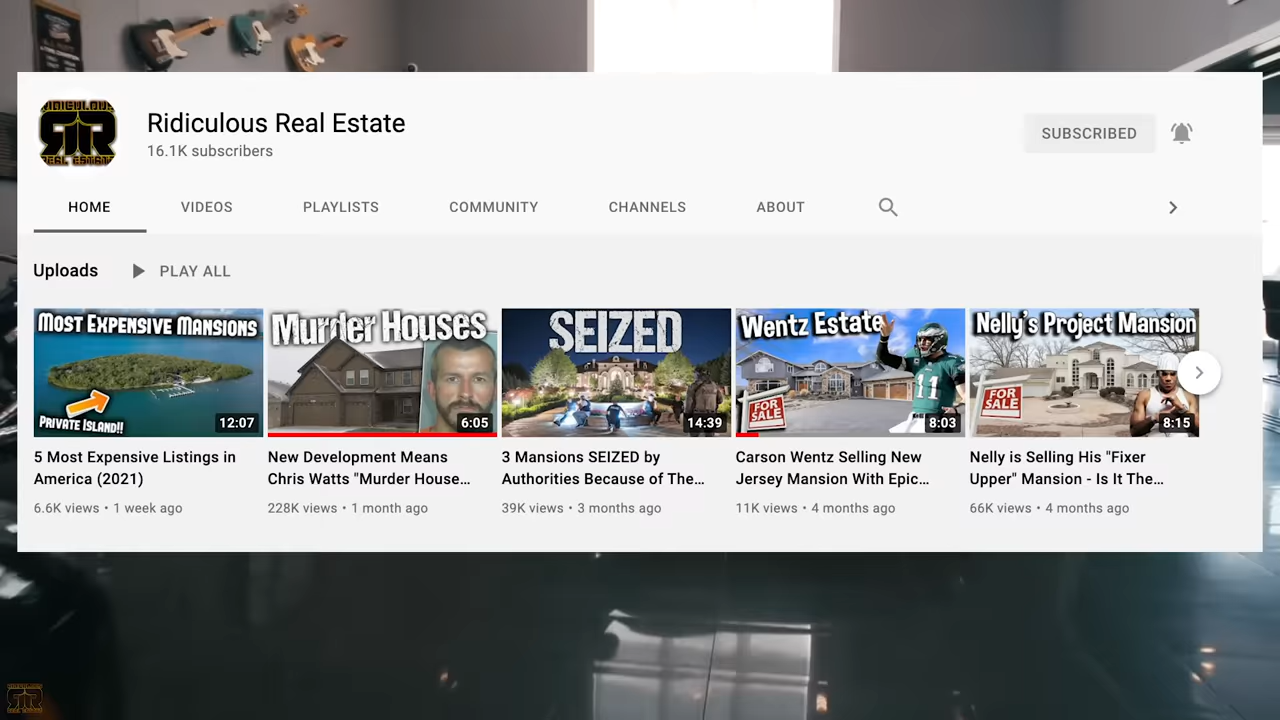 RIDICULOUS
RR
REAL ESTATE
Ridiculous Real Estate
16.1K subscribers
SUBSCRIBED
HOME
VIDEOS
PLAYLISTS
COMMUNITY
CHANNELS
ABOUT
Uploads
PLAY ALL
MOST EXPENSIVE MANSIONS
PRIVATE ISLAND!!
12:07
Murder Houses
6:05
SEIZED
14:39
Wentz Estate
FOR
SALE
11
8:03
Nelly's Project Mansion
FOR
SALE
8:15
5 Most Expensive Listings in
America (2021)
6.6K views • 1 week ago
New Development Means
Chris Watts "Murder House...
228K views • 1 month ago
3 Mansions SEIZED by
Authorities Because of The...
39K views • 3 months ago
Carson Wentz Selling New
Jersey Mansion With Epic...
11K views • 4 months ago
Nelly is Selling His "Fixer
Upper" Mansion - Is It The...
66K views • 4 months ago
RR